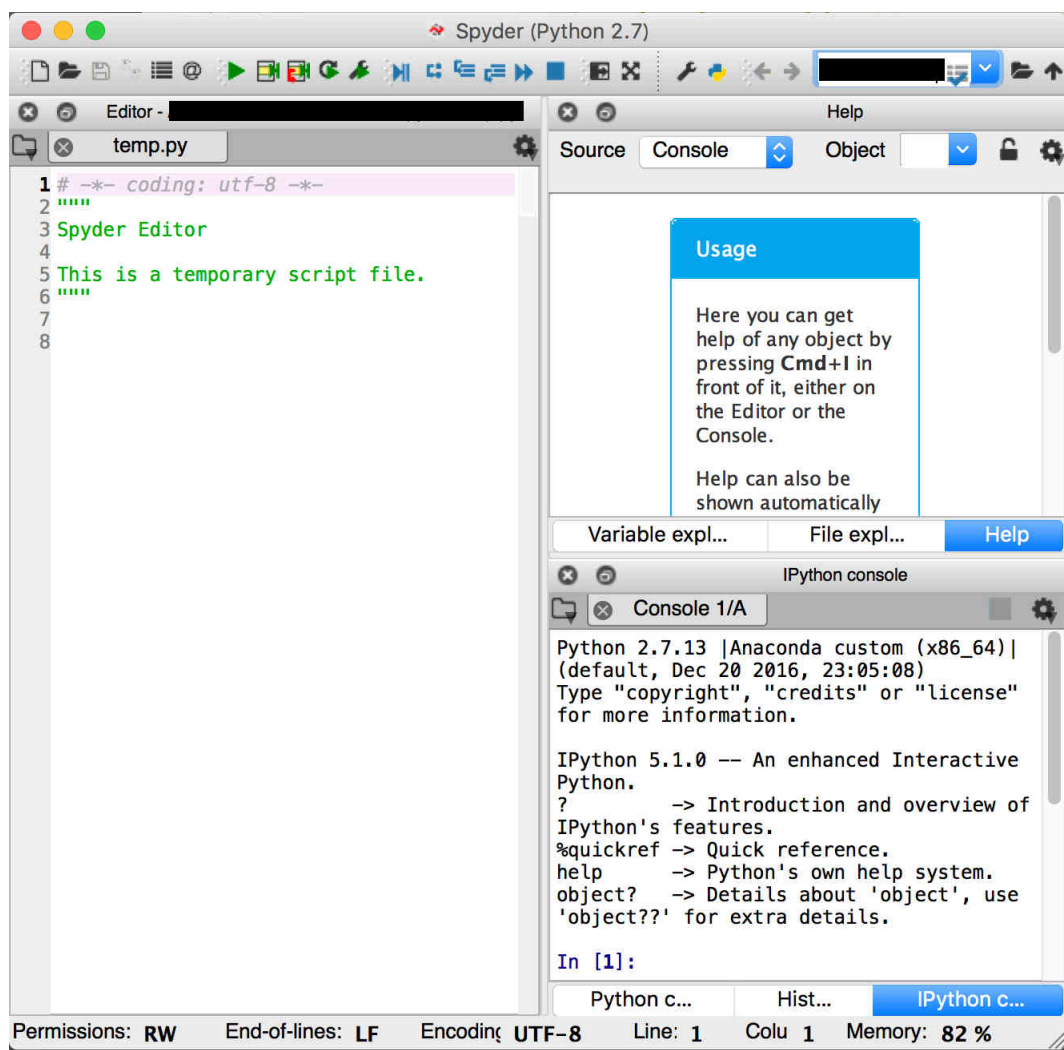 Spyder (Python 2.7)
Editor -
temp.py
1 # -*- coding: utf-8 -*-
2 """
3 Spyder Editor
4
5 This is a temporary script file.
6 """
7
8
Help
Source Console Object
Usage
Here you can get
help of any object by
pressing Cmd+I in
front of it, either on
the Editor or the
Console.
Help can also be
shown automatically
Variable expl... File expl... Help
IPython console
Console 1/A
Python 2.7.13 |Anaconda custom (x86_64)|
(default, Dec 20 2016, 23:05:08)
Type "copyright", "credits" or "license"
for more information.
IPython 5.1.0 -- An enhanced Interactive
Python.
? -> Introduction and overview of
IPython's features.
%quickref -> Quick reference.
help -> Python's own help system.
object? -> Details about 'object', use
'object??' for extra details.
In [1]:
Python c... Hist... IPython c...
Permissions: RW End-of-lines: LF Encoding UTF-8 Line: 1 Colu 1 Memory: 82 %